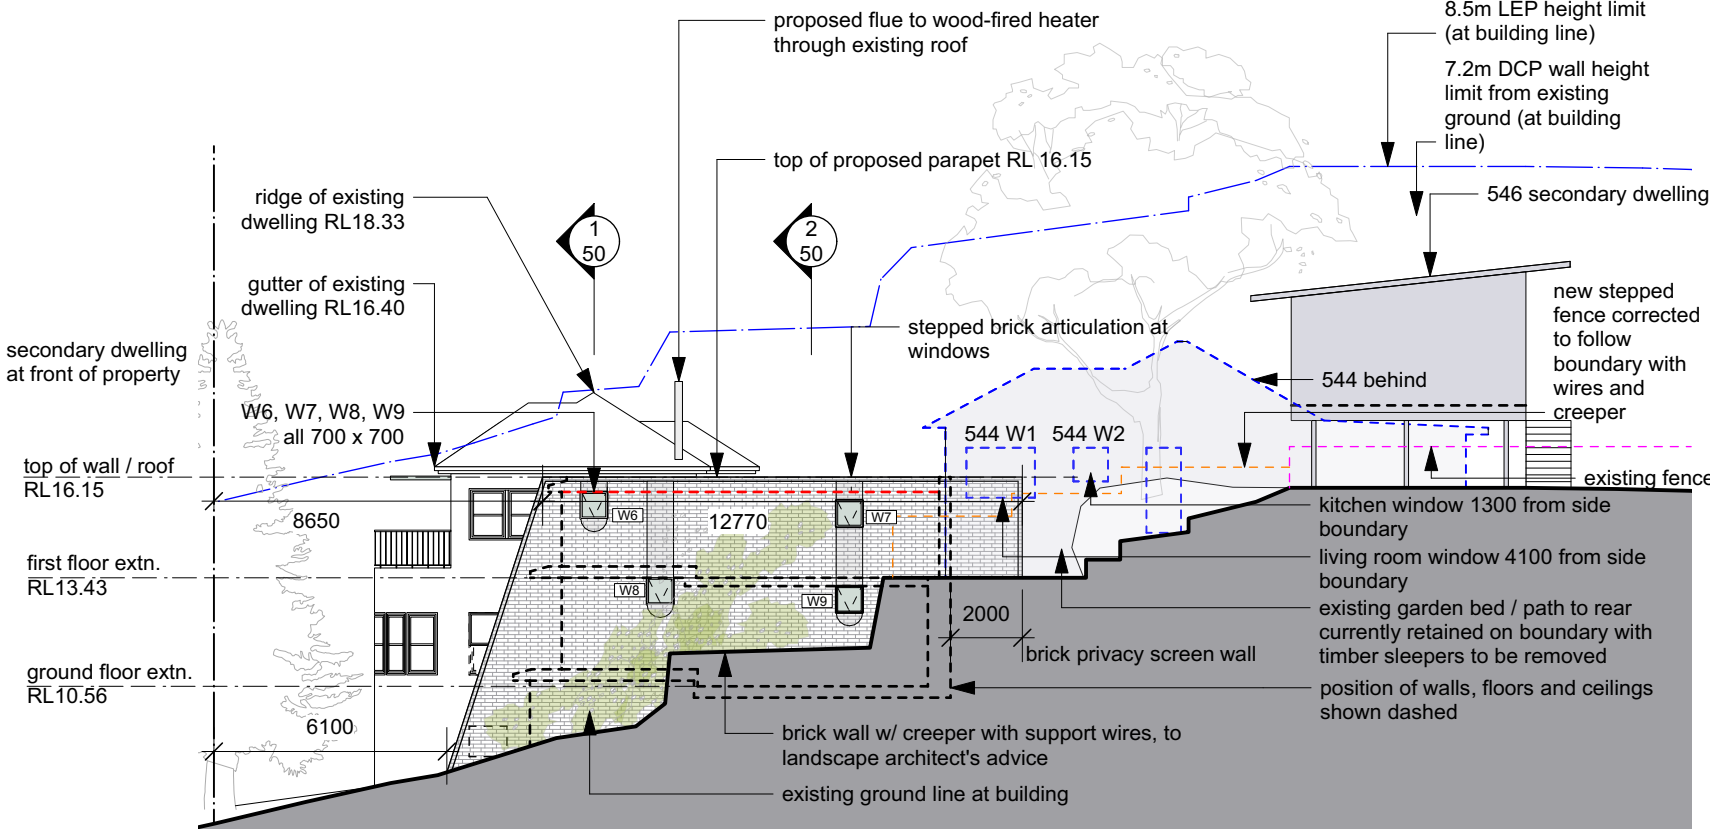 proposed flue to wood-fired heater
through existing roof
8.5m LEP height limit
(at building line)
7.2m DCP wall height
limit from existing
ground (at building
line)
top of proposed parapet RL 16.15
ridge of existing
dwelling RL18.33
1
50
2
50
546 secondary dwelling
gutter of existing
dwelling RL16.40
new stepped
fence corrected
to follow
boundary with
wires and
creeper
stepped brick articulation at
windows
secondary dwelling
at front of property
544 behind
W6, W7, W8, W9
all 700 x 700
544 W1
544 W2
top of wall / roof
RL16.15
existing fence
8650
W6
12770
W7
kitchen window 1300 from side
boundary
first floor extn.
RL13.43
living room window 4100 from side
boundary
W8
W9
2000
existing garden bed / path to rear
currently retained on boundary with
timber sleepers to be removed
brick privacy screen wall
ground floor extn.
RL10.56
position of walls, floors and ceilings
shown dashed
6100
brick wall w/ creeper with support wires, to
landscape architect's advice
existing ground line at building